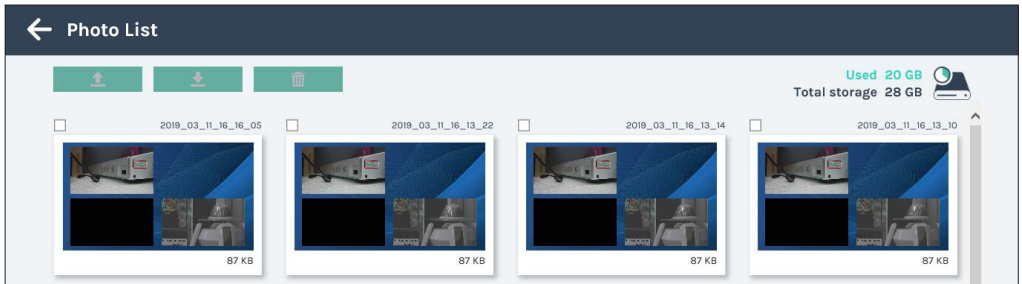 Photo List
Used 20 GB
Total storage 28 GB
2019_03_11_16_16_05
2019_03_11_16_13_22
2019_03_11_16_13_14
2019_03_11_16_13_10
87 KB
87 KB
87 KB
87 KB